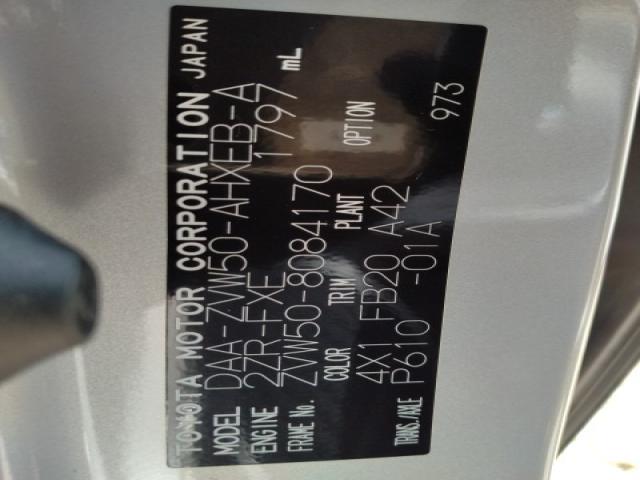 TOYOTA MOTOR CORPORATION JAPAN
MODEL DAA-ZVW50-AHXEB-A
ENGINE 2ZR-FXE 1797 mL
FRAME No. ZVW50-8084170
COLOR TRIM PLANT OPTION
4X1 FB20 A42
TRANS./AXLE P610 -01A 973